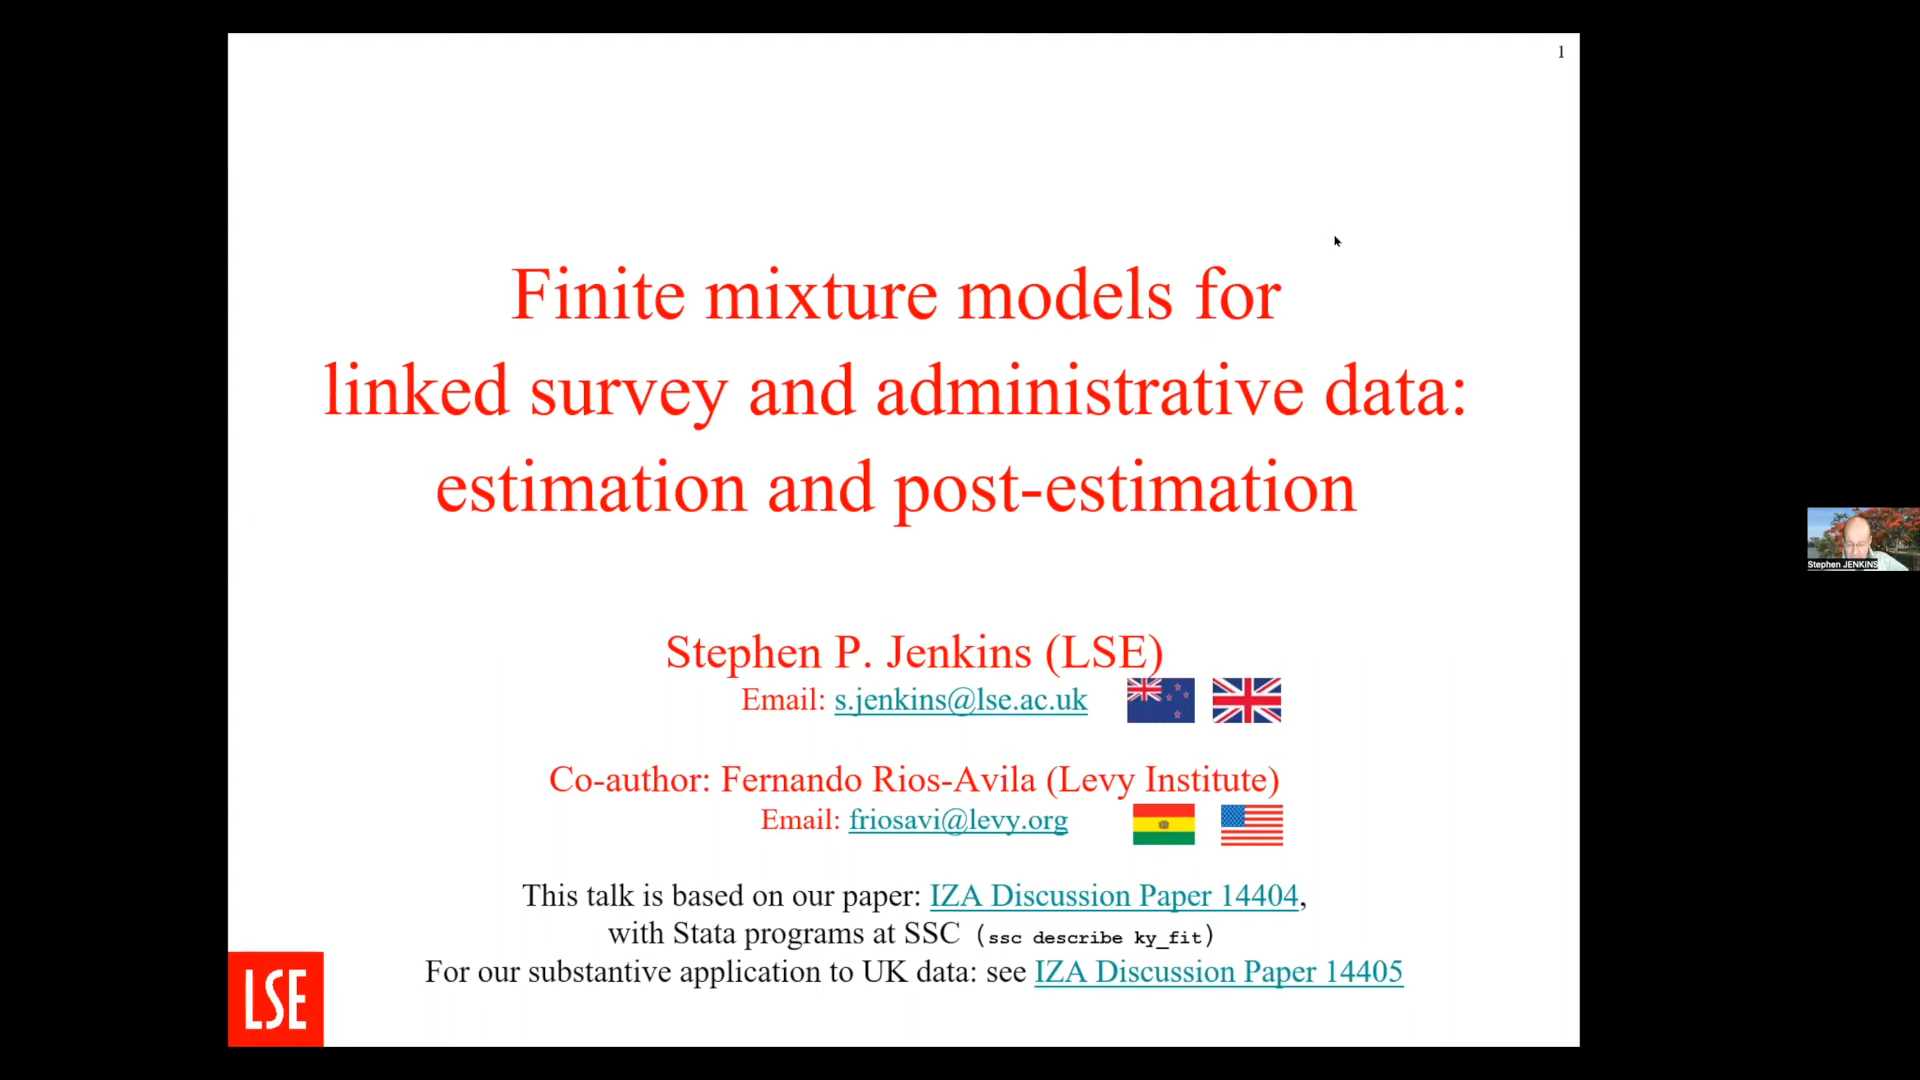 1
Finite mixture models for
linked survey and administrative data:
estimation and post-estimation
Stephen P. Jenkins (LSE)
Email: s.jenkins@lse.ac.uk
Co-author: Fernando Rios-Avila (Levy Institute)
Email: friosavi@levy.org
This talk is based on our paper: IZA Discussion Paper 14404,
with Stata programs at SSC (ssc describe ky_fit)
For our substantive application to UK data: see IZA Discussion Paper 14405
LSE
Stephen JENKINS